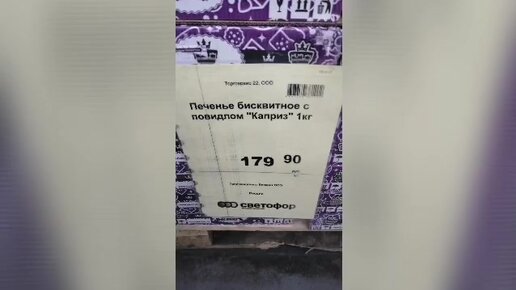 Торгсервис 22, ООО
Печенье бисквитное с
повидлом "Каприз" 1кг
179 90
светофор